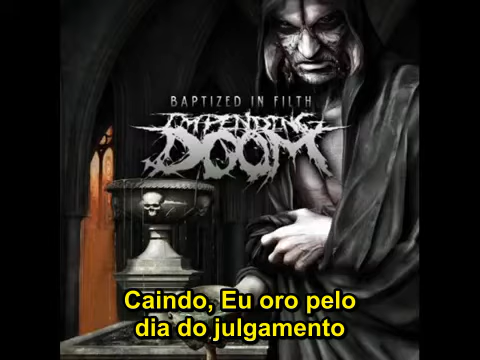 BAPTIZED IN FILTH
IMPENDING
DOOM
Caindo, Eu oro pelo
dia do julgamento